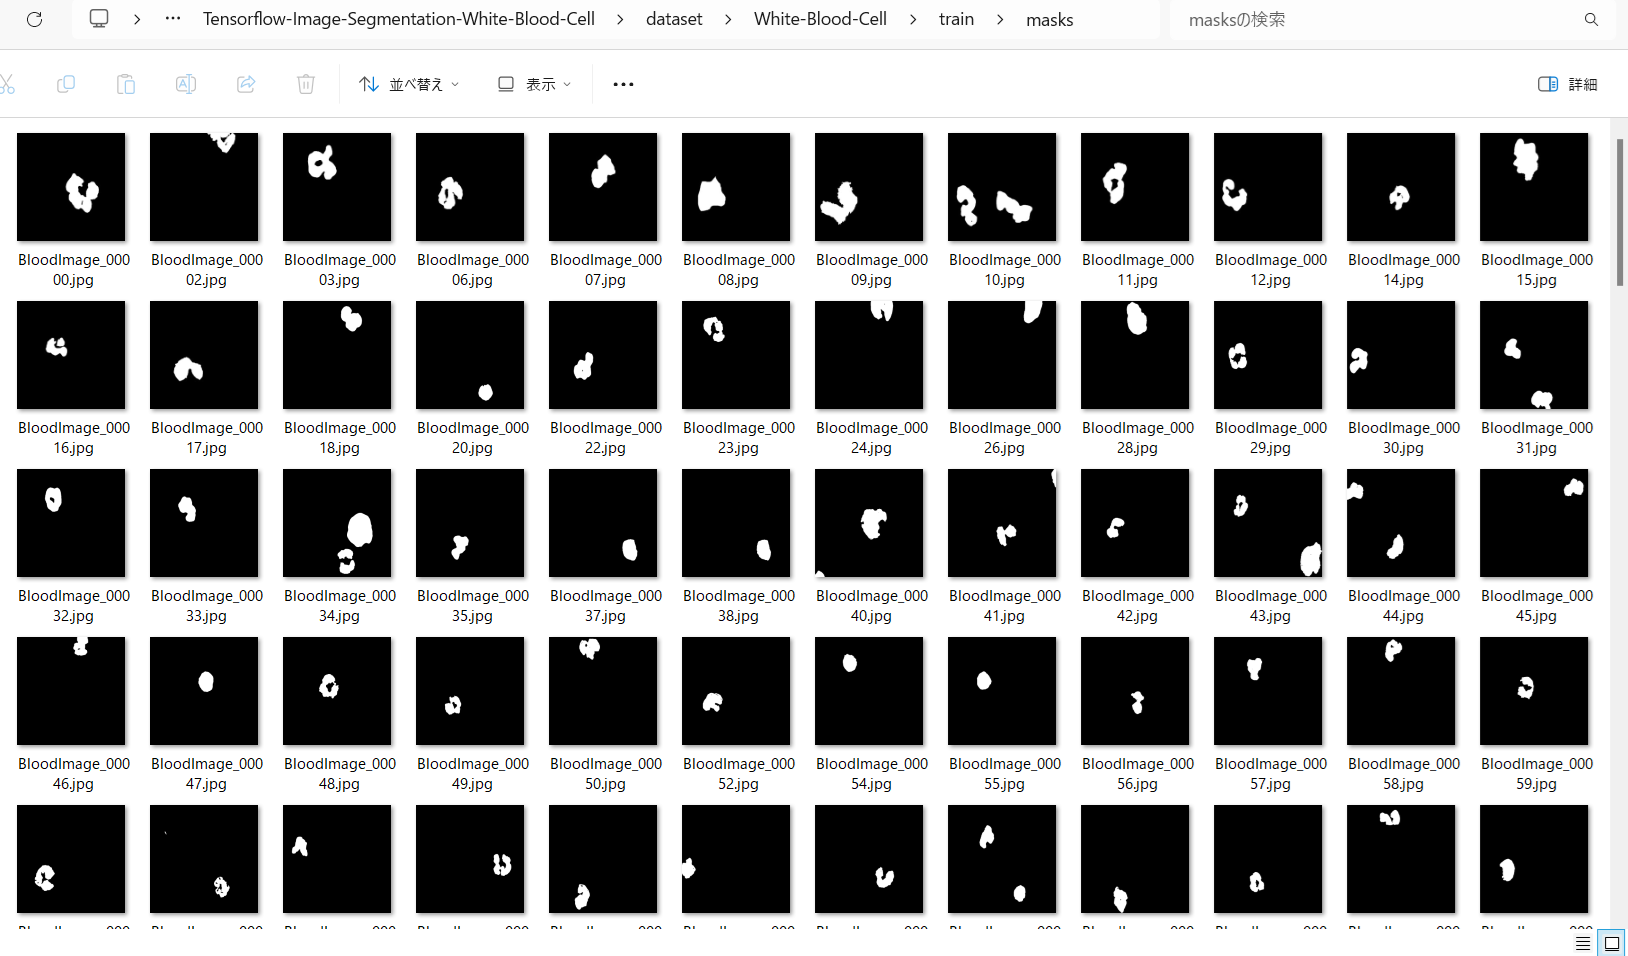 Tensorflow-Image-Segmentation-White-Blood-Cell > dataset > White-Blood-Cell > train > masks masksの検索
並べ替え 表示 詳細
BloodImage_00000.jpg BloodImage_00002.jpg BloodImage_00003.jpg BloodImage_00006.jpg BloodImage_00007.jpg BloodImage_00008.jpg BloodImage_00009.jpg BloodImage_00010.jpg BloodImage_00011.jpg BloodImage_00012.jpg BloodImage_00014.jpg BloodImage_00015.jpg
BloodImage_00016.jpg BloodImage_00017.jpg BloodImage_00018.jpg BloodImage_00020.jpg BloodImage_00022.jpg BloodImage_00023.jpg BloodImage_00024.jpg BloodImage_00026.jpg BloodImage_00028.jpg BloodImage_00029.jpg BloodImage_00030.jpg BloodImage_00031.jpg
BloodImage_00032.jpg BloodImage_00033.jpg BloodImage_00034.jpg BloodImage_00035.jpg BloodImage_00037.jpg BloodImage_00038.jpg BloodImage_00040.jpg BloodImage_00041.jpg BloodImage_00042.jpg BloodImage_00043.jpg BloodImage_00044.jpg BloodImage_00045.jpg
BloodImage_00046.jpg BloodImage_00047.jpg BloodImage_00048.jpg BloodImage_00049.jpg BloodImage_00050.jpg BloodImage_00052.jpg BloodImage_00054.jpg BloodImage_00055.jpg BloodImage_00056.jpg BloodImage_00057.jpg BloodImage_00058.jpg BloodImage_00059.jpg